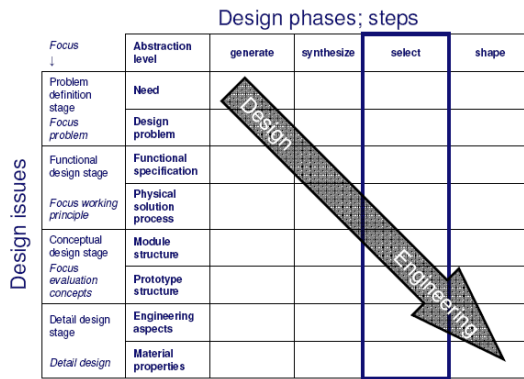 Design phases; steps
Focus
↓
Abstraction
level
generate
synthesize
select
shape
Design issues
Problem
definition
stage
Focus
problem
Need
Design
problem
Functional
design stage
Focus working
principle
Functional
specification
Physical
solution
process
Conceptual
design stage
Focus
evaluation
concepts
Module
structure
Prototype
structure
Detail design
stage
Detail design
Engineering
aspects
Material
properties
Design
Engineering